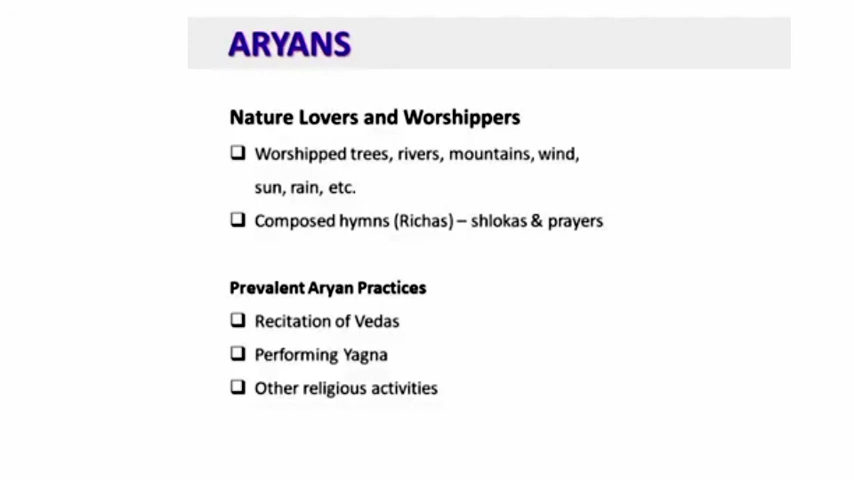 ARYANS
Nature Lovers and Worshippers
❑ Worshipped trees, rivers, mountains, wind,
sun, rain, etc.
❑ Composed hymns (Richas) – shlokas & prayers
Prevalent Aryan Practices
❑ Recitation of Vedas
❑ Performing Yagna
❑ Other religious activities